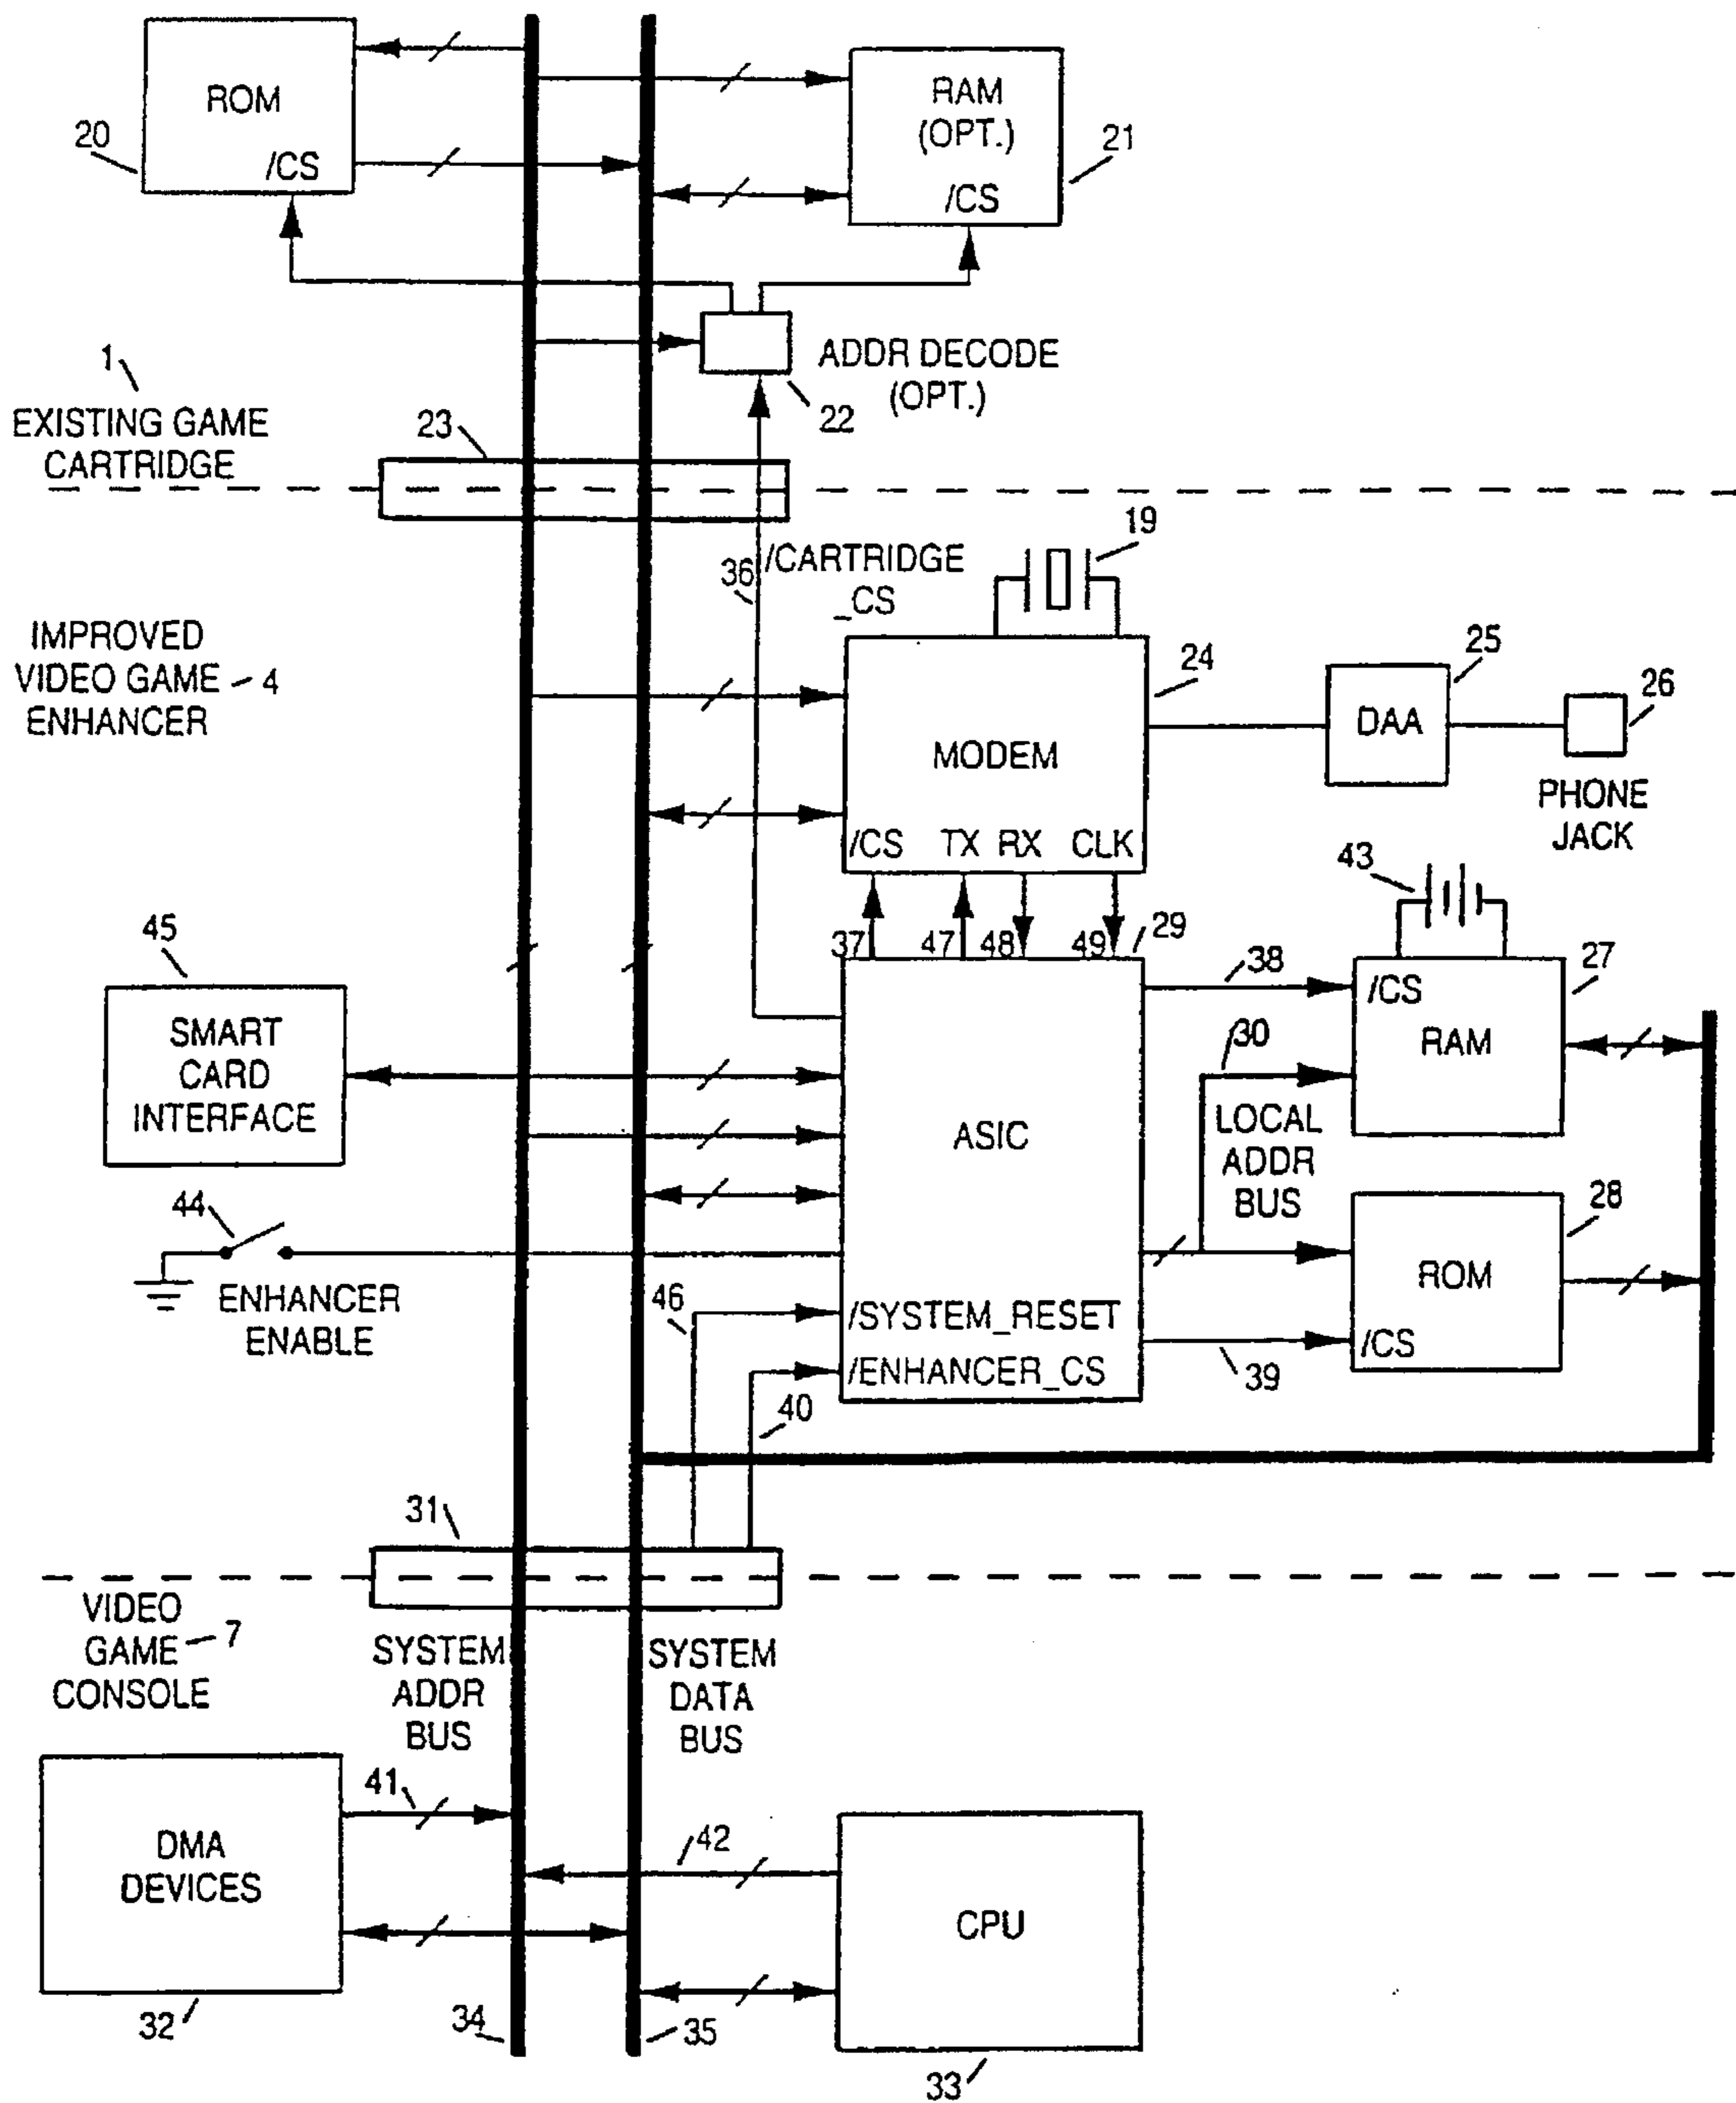 ROM
/CS
20
RAM
(OPT.)
/CS
21
ADDR DECODE
(OPT.)
22
1
EXISTING GAME
CARTRIDGE
23
36
/CARTRIDGE
_CS
19
IMPROVED
VIDEO GAME
ENHANCER
4
MODEM
/CS TX RX CLK
24
DAA
25
26
PHONE
JACK
43
45
SMART
CARD
INTERFACE
37 47 48 49
29
ASIC
/SYSTEM_RESET
/ENHANCER_CS
38
/CS
RAM
27
30
LOCAL
ADDR
BUS
ROM
/CS
28
39
44
ENHANCER
ENABLE
46
40
31
VIDEO
GAME
CONSOLE
7
SYSTEM
ADDR
BUS
SYSTEM
DATA
BUS
41
DMA
DEVICES
32
42
CPU
33
34
35